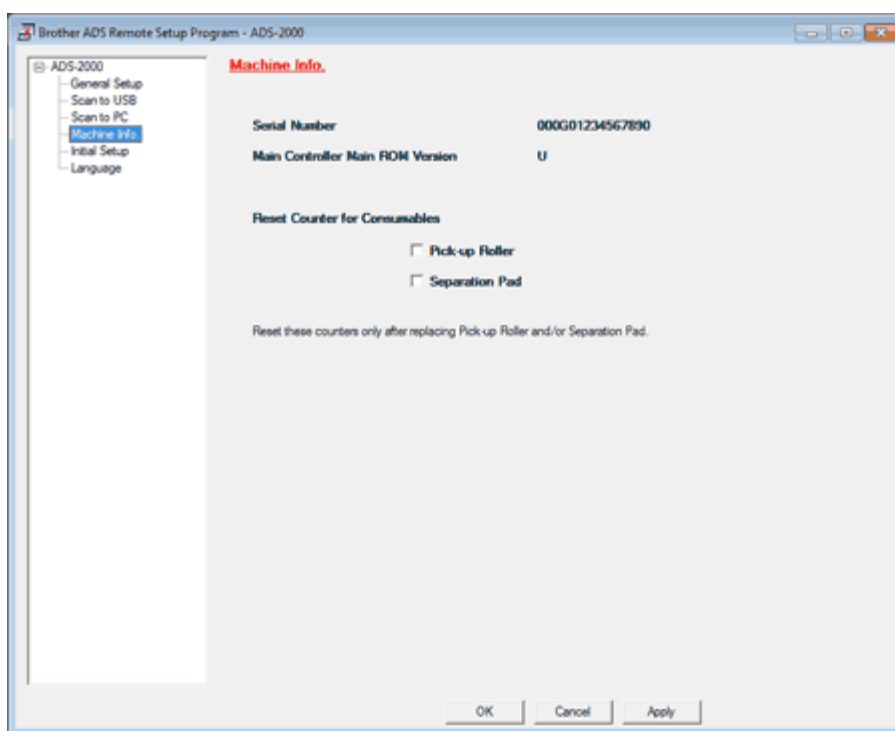 Brother ADS Remote Setup Program - ADS-2000
ADS-2000
General Setup
Scan to USB
Scan to PC
Machine Info.
Initial Setup
Language
Machine Info.
Serial Number 000G01234567890
Main Controller Main ROM Version U
Reset Counter for Consumables
Pick-up Roller
Separation Pad
Reset these counters only after replacing Pick-up Roller and/or Separation Pad.
OK Cancel Apply